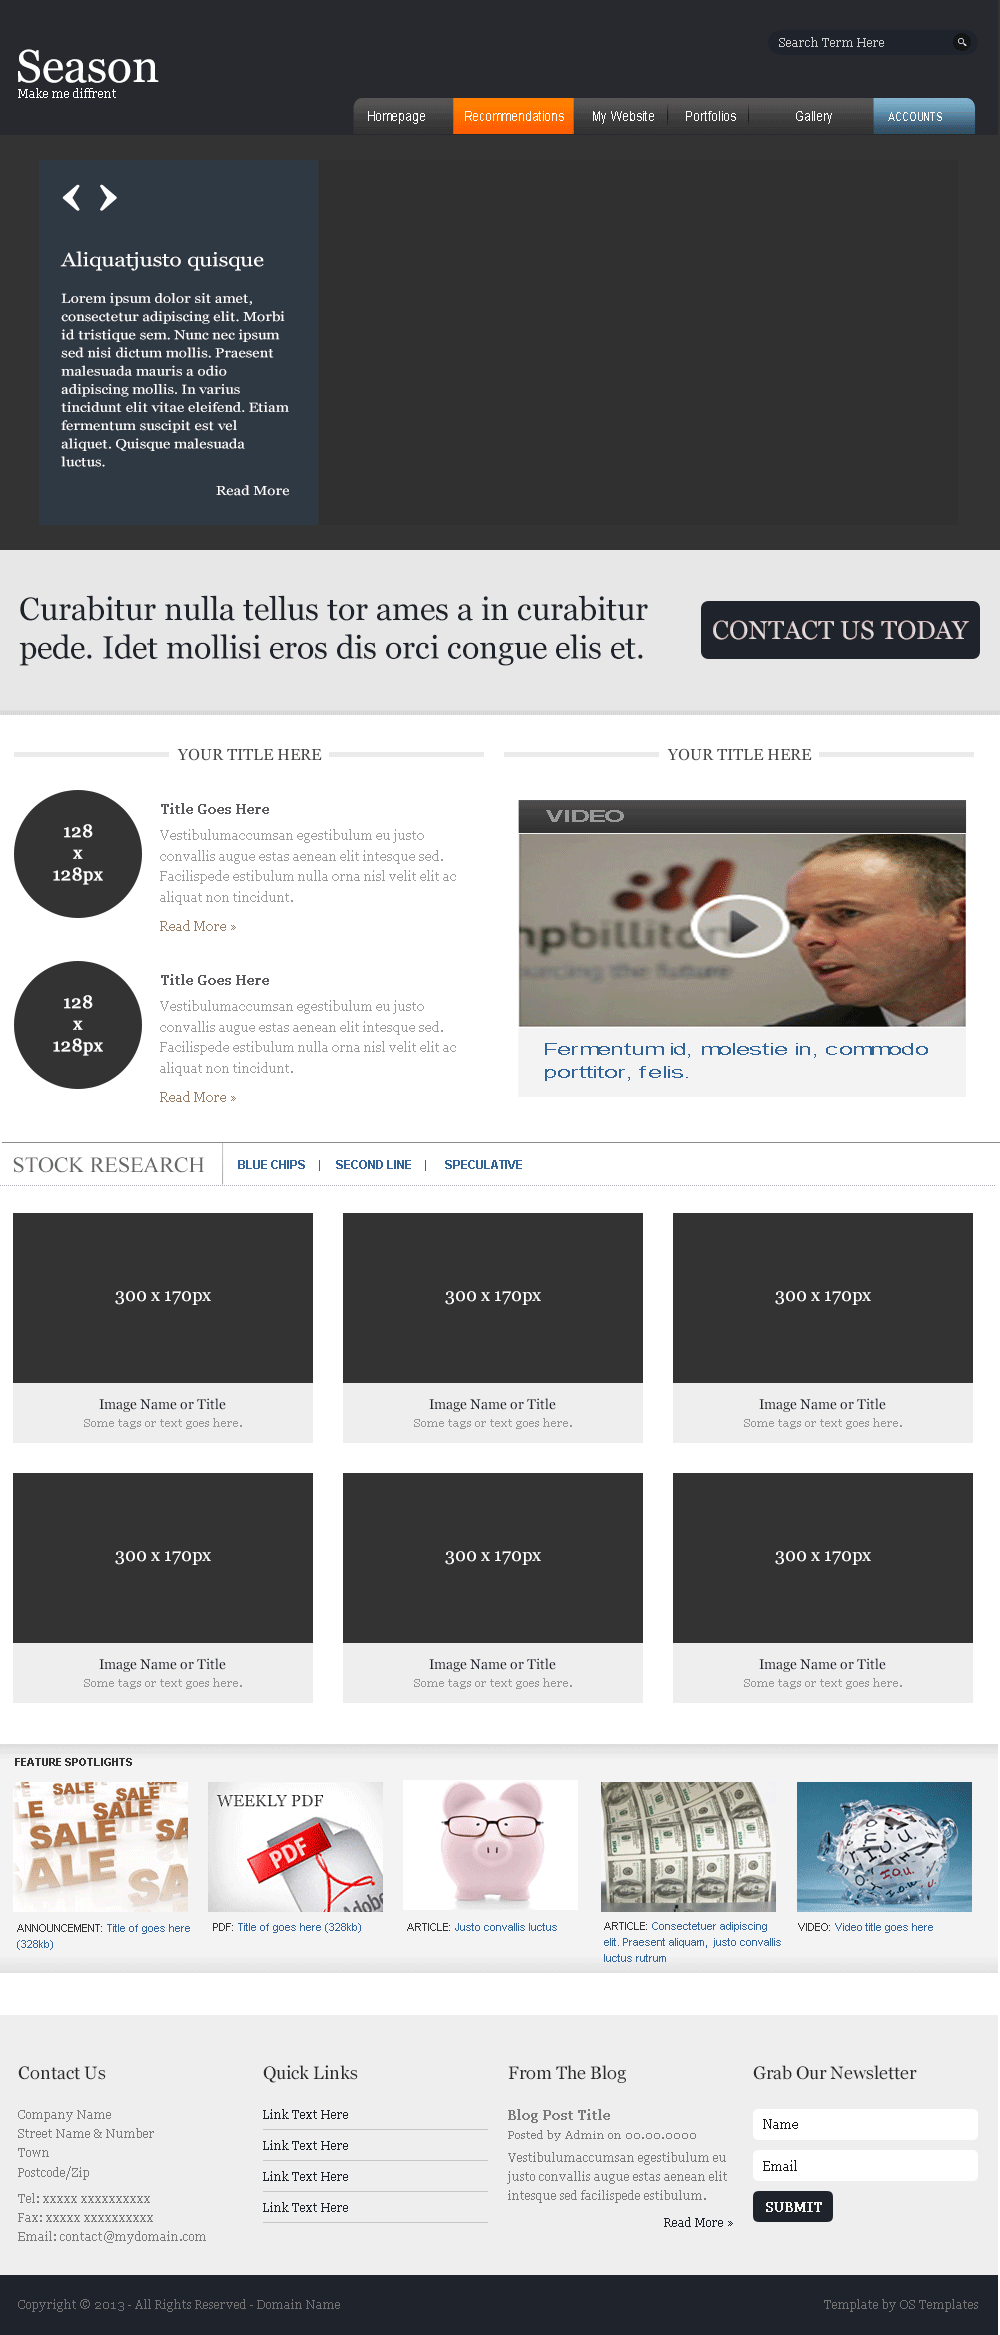 Season
Make me diffrent
Search Term Here
Homepage
Recommendations
My Website
Portfolios
Gallery
ACCOUNTS
Aliquatjusto quisque
Lorem ipsum dolor sit amet,
consectetur adipiscing elit. Morbi
id tristique sem. Nunc nec ipsum
sed nisi dictum mollis. Praesent
malesuada mauris a odio
adipiscing mollis. In varius
tincidunt elit vitae eleifend. Etiam
fermentum suscipit est vel
aliquet. Quisque malesuada
luctus.
Read More
Curabitur nulla tellus tor ames a in curabitur
pede. Idet mollisi eros dis orci congue elis et.
CONTACT US TODAY
YOUR TITLE HERE
128
x
128px
Title Goes Here
Vestibulumaccumsan egestibulum eu justo
convallis augue estas aenean elit intesque sed.
Facilispede estibulum nulla orna nisl velit elit ac
aliquat non tincidunt.
Read More »
128
x
128px
Title Goes Here
Vestibulumaccumsan egestibulum eu justo
convallis augue estas aenean elit intesque sed.
Facilispede estibulum nulla orna nisl velit elit ac
aliquat non tincidunt.
Read More »
YOUR TITLE HERE
VIDEO
hpbilliton
ourcing the future
Fermentum id, molestie in, commodo
porttitor, felis.
STOCK RESEARCH
BLUE CHIPS | SECOND LINE | SPECULATIVE
300 x 170px
Image Name or Title
Some tags or text goes here.
300 x 170px
Image Name or Title
Some tags or text goes here.
300 x 170px
Image Name or Title
Some tags or text goes here.
300 x 170px
Image Name or Title
Some tags or text goes here.
300 x 170px
Image Name or Title
Some tags or text goes here.
300 x 170px
Image Name or Title
Some tags or text goes here.
FEATURE SPOTLIGHTS
SALE
SALE
SALE
SALE
ALE
ANNOUNCEMENT: Title of goes here
(328kb)
WEEKLY PDF
PDF
Adobe
PDF: Title of goes here (328kb)
ARTICLE: Justo convallis luctus
ARTICLE: Consectetuer adipiscing
elit. Praesent aliquam, justo convallis
luctus rutrum
I.O.U.
VIDEO: Video title goes here
Contact Us
Company Name
Street Name & Number
Town
Postcode/Zip
Tel: xxxxx xxxxxxxxxx
Fax: xxxxx xxxxxxxxxx
Email: contact@mydomain.com
Quick Links
Link Text Here
Link Text Here
Link Text Here
Link Text Here
From The Blog
Blog Post Title
Posted by Admin on 00.00.0000
Vestibulumaccumsan egestibulum eu
justo convallis augue estas aenean elit
intesque sed facilispede estibulum.
Read More »
Grab Our Newsletter
Name
Email
SUBMIT
Copyright © 2013 - All Rights Reserved - Domain Name
Template by OS Templates